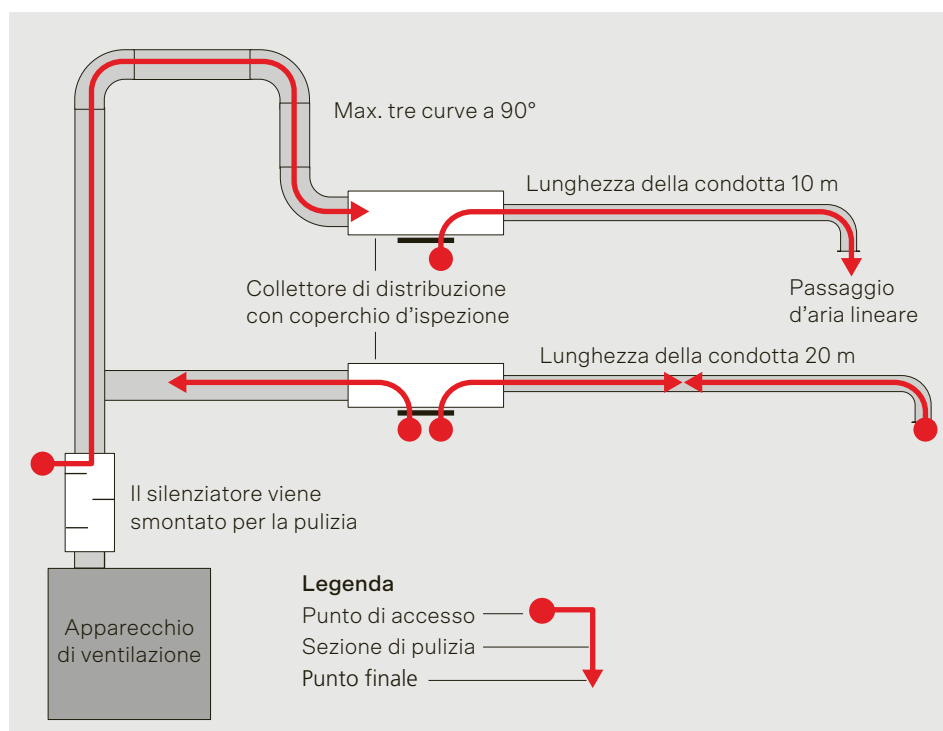 Max. tre curve a 90°
Lunghezza della condotta 10 m
Collettore di distribuzione
con coperchio d'ispezione
Passaggio
d'aria lineare
Lunghezza della condotta 20 m
Il silenziatore viene
smontato per la pulizia
Apparecchio
di ventilazione
Legenda
Punto di accesso
Sezione di pulizia
Punto finale